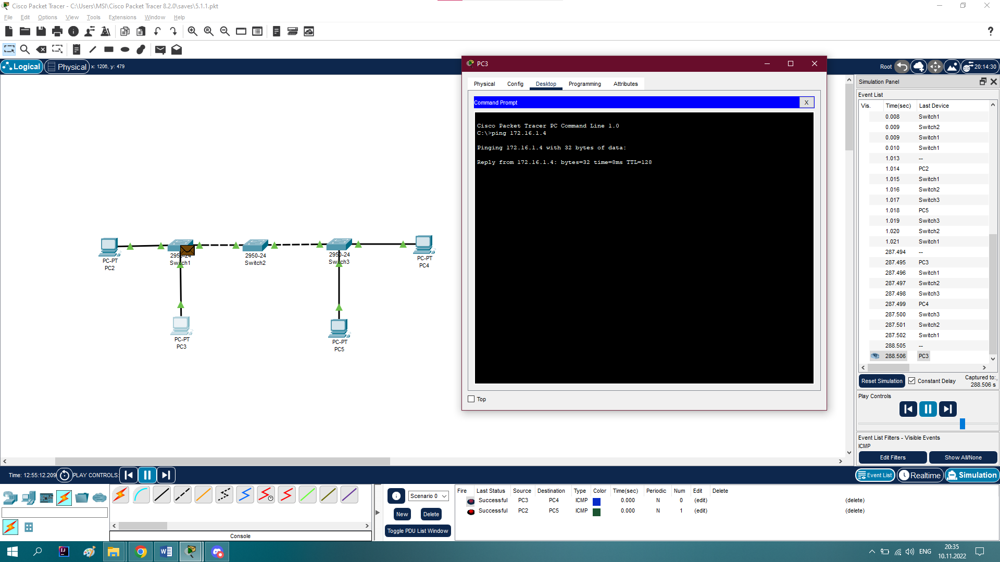 Cisco Packet Tracer - C:\Users\MSI\Cisco Packet Tracer 8.2.0\saves\5.1.1.pkt
File Edit Options View Tools Extensions Window Help
?
Logical Physical x: 1206, y: 479
Root 20:14:30
PC3
Physical Config Desktop Programming Attributes
Command Prompt X
Cisco Packet Tracer PC Command Line 1.0
C:\>ping 172.16.1.4
Pinging 172.16.1.4 with 32 bytes of data:
Reply from 172.16.1.4: bytes=32 time=8ms TTL=128
Top
PC-PT
PC2
2950-24
Switch1
2950-24
Switch2
2950-24
Switch3
PC-PT
PC4
PC-PT
PC3
PC-PT
PC5
Simulation Panel
Event List
Vis. Time(sec) Last Device
0.008 Switch1
0.009 Switch2
0.009 Switch1
0.010 Switch1
1.013 --
1.014 PC2
1.015 Switch1
1.016 Switch2
1.017 Switch3
1.018 PC5
1.019 Switch3
1.020 Switch2
1.021 Switch1
287.494 --
287.495 PC3
287.496 Switch1
287.497 Switch2
287.498 Switch3
287.499 PC4
287.500 Switch3
287.501 Switch2
287.502 Switch1
288.505 --
288.506 PC3
Reset Simulation Constant Delay Captured to:
288.506 s
Play Controls
Event List Filters - Visible Events
ICMP
Edit Filters Show All/None
Time: 12:55:12.209 PLAY CONTROLS:
Event List Realtime Simulation
Scenario 0
New Delete
Toggle PDU List Window
Console
Fire Last Status Source Destination Type Color Time(sec) Periodic Num Edit Delete
Successful PC3 PC4 ICMP 0.000 N 0 (edit) (delete)
Successful PC2 PC5 ICMP 0.000 N 1 (edit) (delete)
ENG
20:35
10.11.2022